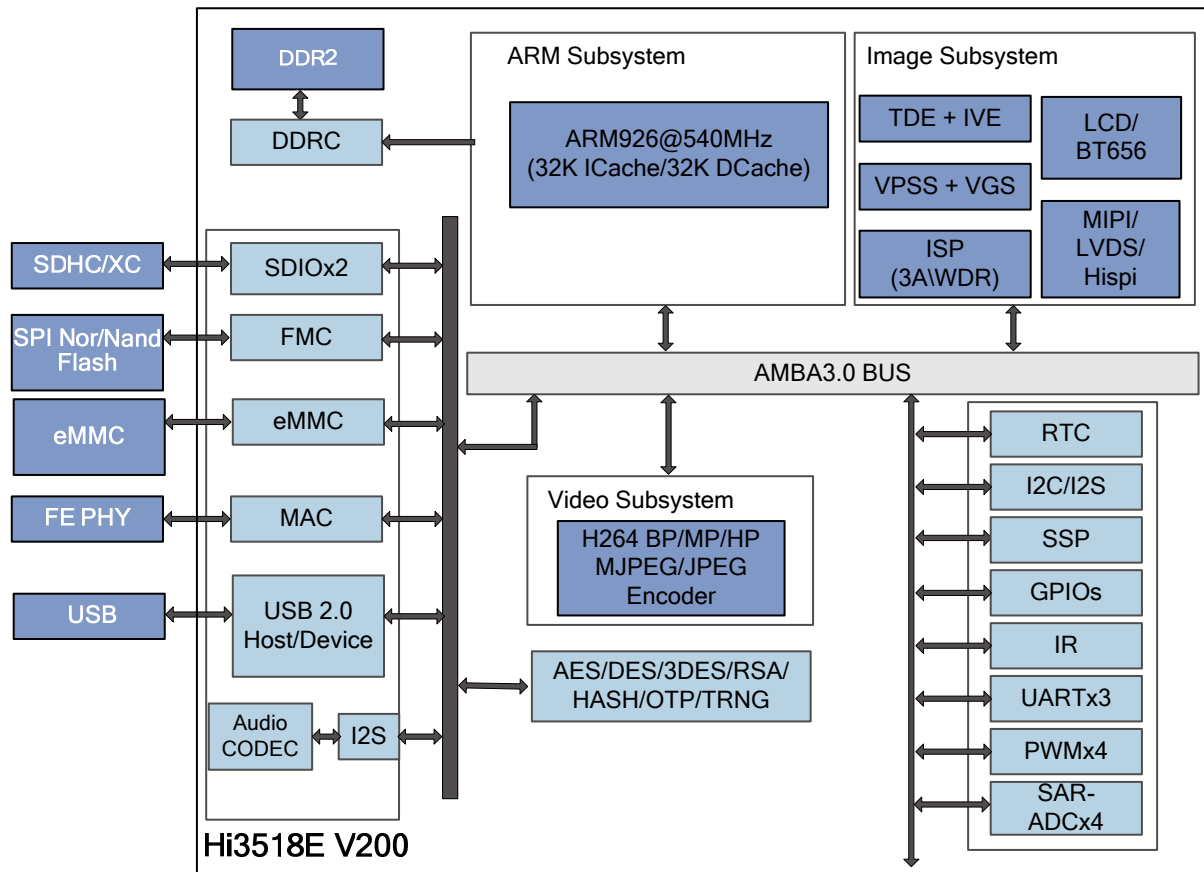 DDR2
DDRC
ARM Subsystem
ARM926@540MHz
(32K ICache/32K DCache)
Image Subsystem
TDE + IVE
VPSS + VGS
ISP
(3A\WDR)
LCD/
BT656
MIPI/
LVDS/
Hispi
SDHC/XC
SDIOx2
SPI Nor/Nand
Flash
FMC
eMMC
eMMC
FE PHY
MAC
USB
USB 2.0
Host/Device
Audio
CODEC
I2S
AMBA3.0 BUS
Video Subsystem
H264 BP/MP/HP
MJPEG/JPEG
Encoder
AES/DES/3DES/RSA/
HASH/OTP/TRNG
RTC
I2C/I2S
SSP
GPIOs
IR
UARTx3
PWMx4
SAR-
ADCx4
Hi3518E V200